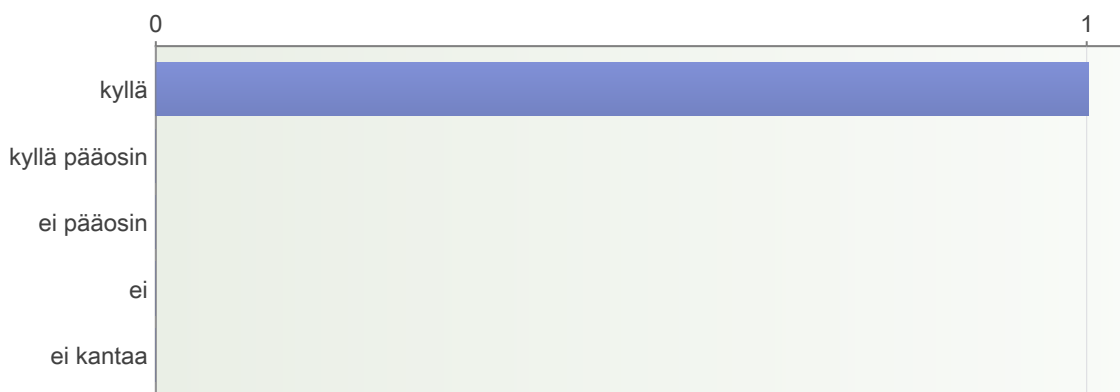 0 1
kyllä
kyllä pääosin
ei pääosin
ei
ei kantaa